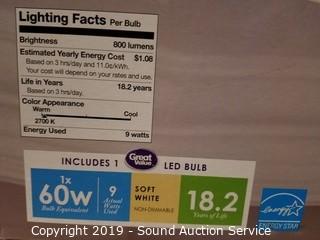 Lighting Facts Per Bulb
Brightness 800 lumens
Estimated Yearly Energy Cost $1.08
Based on 3 hrs/day and 11.0¢/kWh.
Your cost will depend on your rates and use.
Life in Years
Based on 3 hrs/day. 18.2 years
Color Appearance
Warm Cool
2700 K
Energy Used 9 watts
INCLUDES 1 Great Value LED BULB
1x
60W
Bulb Equivalent
9
Actual
Watts
Used
SOFT
WHITE
NON-DIMMABLE
18.2
Years of Life
energy
ENERGY STAR
Copyright 2019 - Sound Auction Service